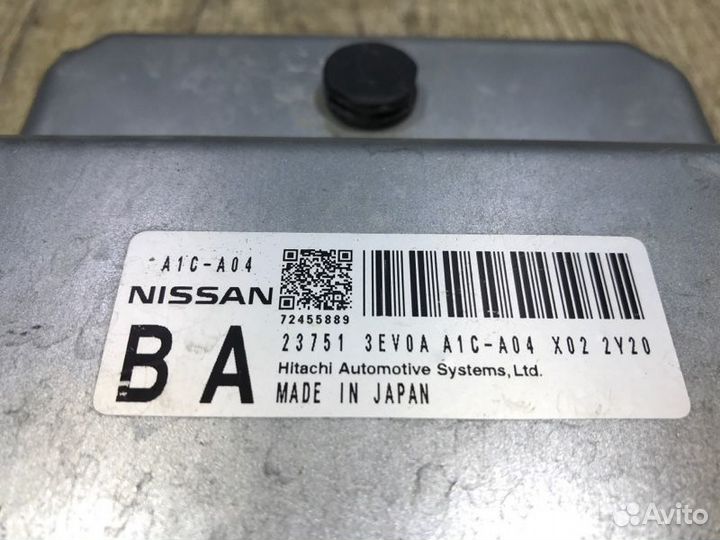 A1C-A04
NISSAN
72455889
BA
23751 3EV0A A1C-A04 X02 2Y20
Hitachi Automotive Systems, Ltd.
MADE IN JAPAN
Avito